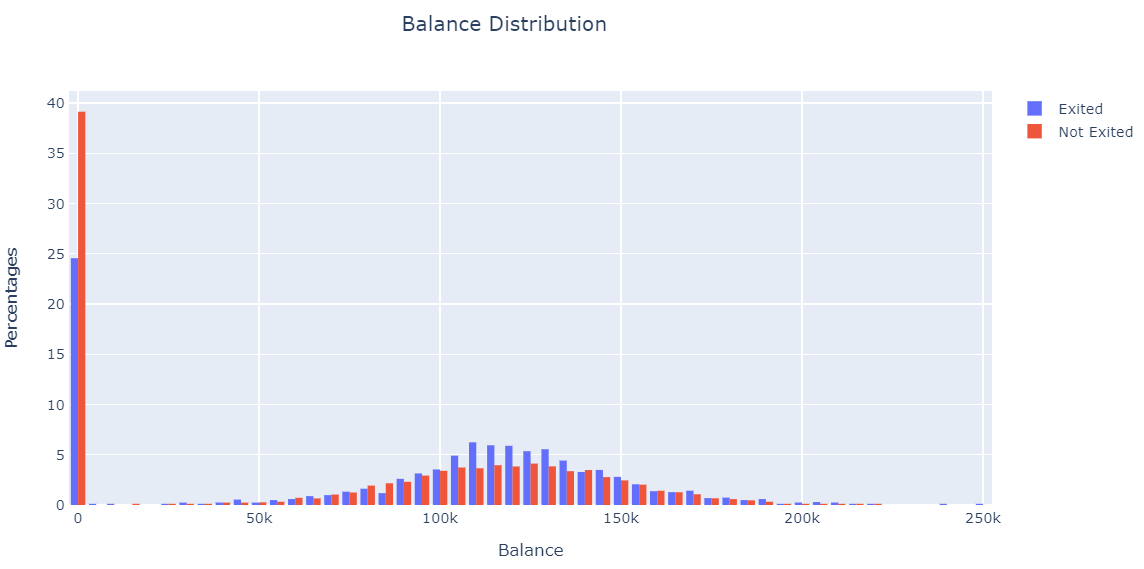 Balance Distribution
Exited
Not Exited
Percentages
40
35
30
25
20
15
10
5
0
0
50k
100k
150k
200k
250k
Balance